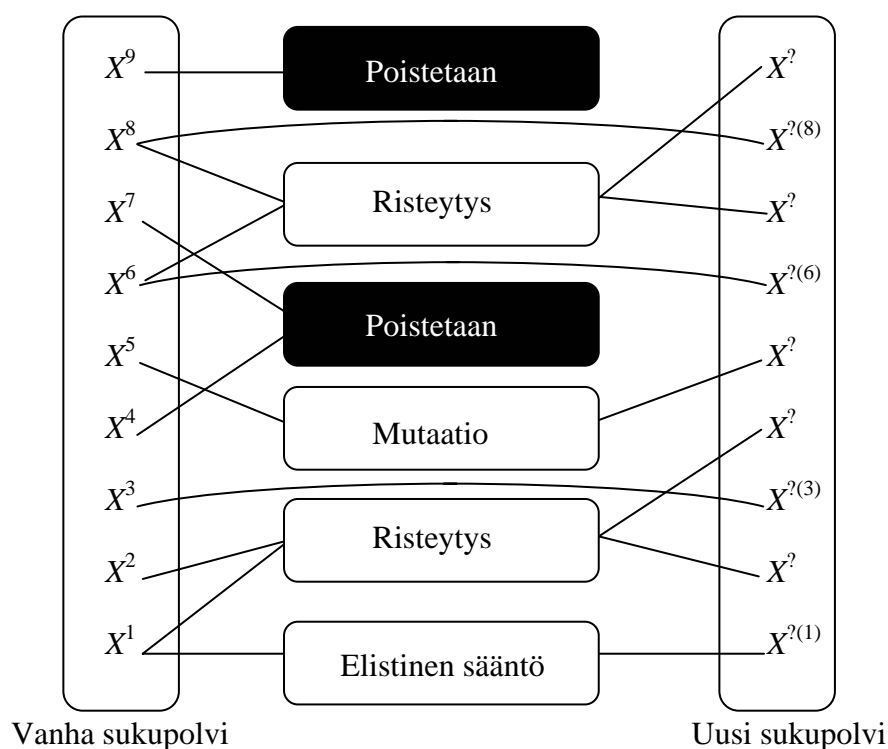 X⁹ Poistetaan X^?
X⁸ X^?(8)
X⁷ Risteytys X^?
X⁶ X^?(6)
X⁵ Poistetaan X^?
X⁴ Mutaatio X^?
X³ X^?(3)
X² Risteytys X^?
X¹ Elistinen sääntö X^?(1)
Vanha sukupolvi Uusi sukupolvi